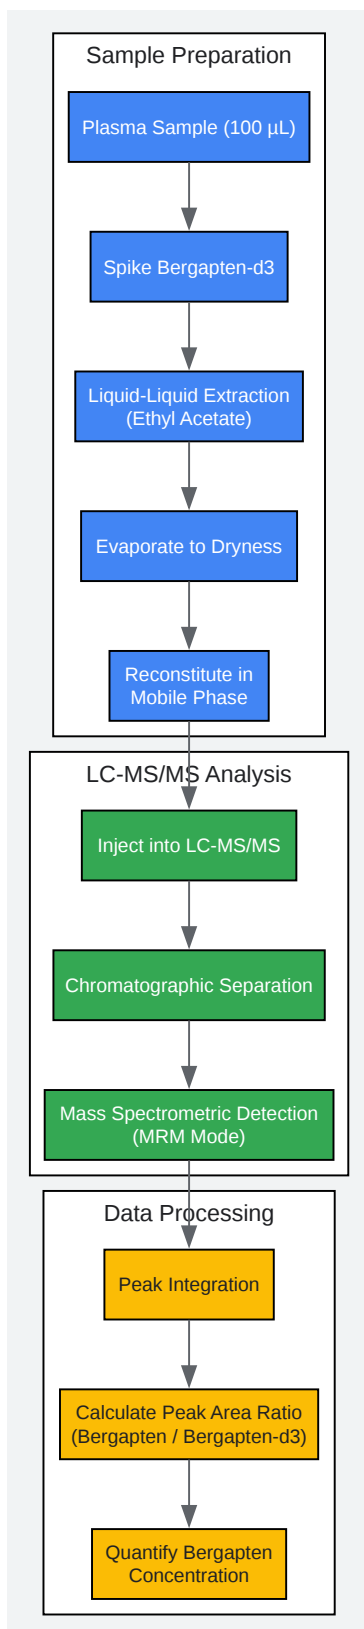 Sample Preparation
Plasma Sample (100 µL)
Spike Bergapten-d3
Liquid-Liquid Extraction
(Ethyl Acetate)
Evaporate to Dryness
Reconstitute in
Mobile Phase
LC-MS/MS Analysis
Inject into LC-MS/MS
Chromatographic Separation
Mass Spectrometric Detection
(MRM Mode)
Data Processing
Peak Integration
Calculate Peak Area Ratio
(Bergapten / Bergapten-d3)
Quantify Bergapten
Concentration